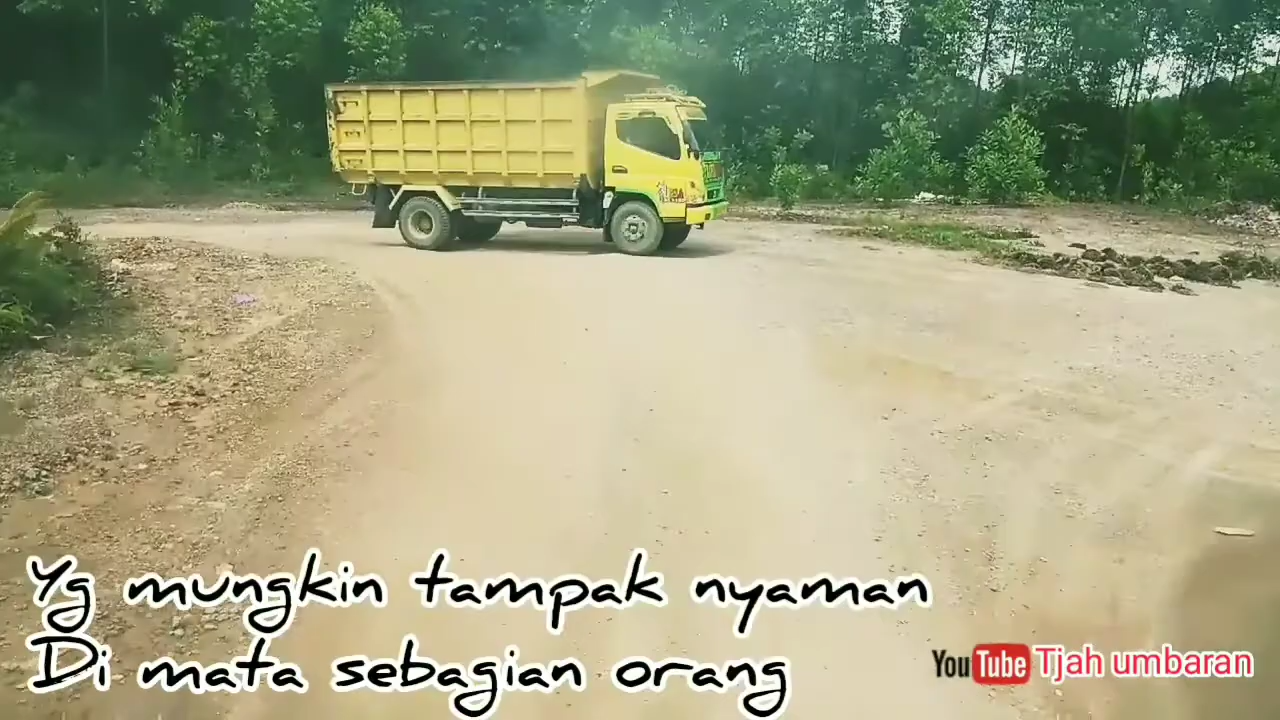 Yg mungkin tampak nyaman
Di mata sebagian orang
YouTube Tjah umbaran